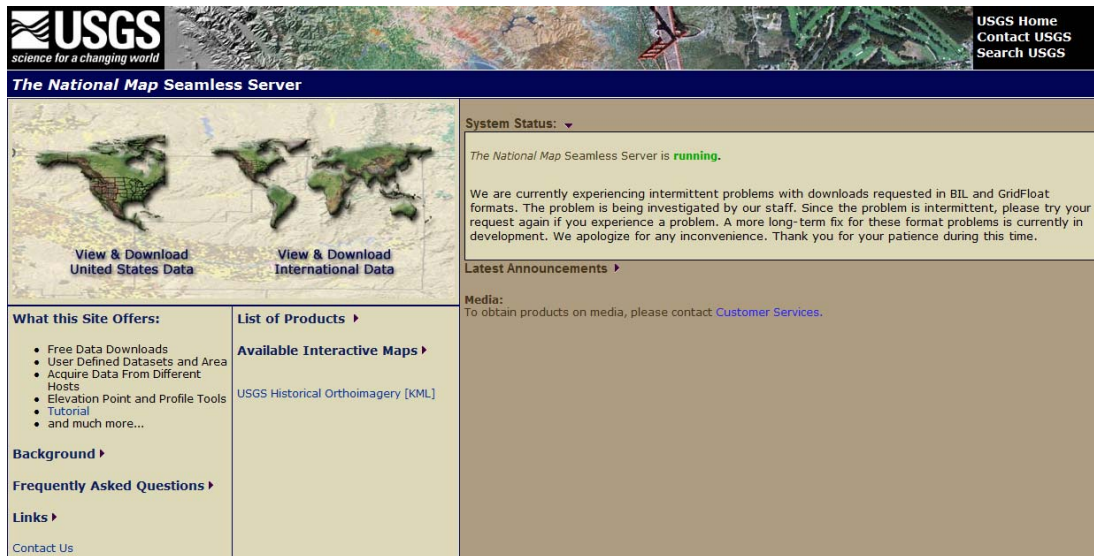 USGS
science for a changing world
USGS Home
Contact USGS
Search USGS
The National Map Seamless Server
View & Download
United States Data
View & Download
International Data
What this Site Offers:
Free Data Downloads
User Defined Datasets and Area
Acquire Data From Different
Hosts
Elevation Point and Profile Tools
Tutorial
and much more...
Background
Frequently Asked Questions
Links
Contact Us
List of Products
Available Interactive Maps
USGS Historical Orthoimagery [KML]
System Status:
The National Map Seamless Server is running.
We are currently experiencing intermittent problems with downloads requested in BIL and GridFloat
formats. The problem is being investigated by our staff. Since the problem is intermittent, please try your
request again if you experience a problem. A more long-term fix for these format problems is currently in
development. We apologize for any inconvenience. Thank you for your patience during this time.
Latest Announcements
Media:
To obtain products on media, please contact Customer Services.